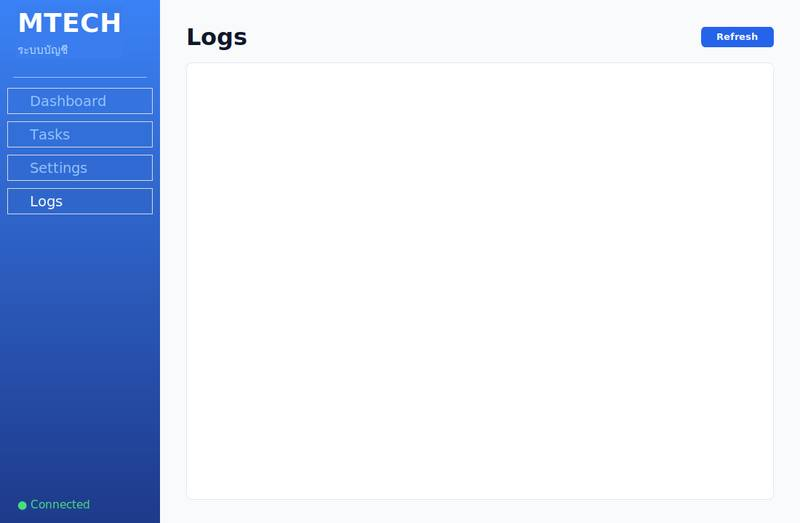 MTECH
ระบบบัญชี
Dashboard
Tasks
Settings
Logs
Connected
Logs
Refresh